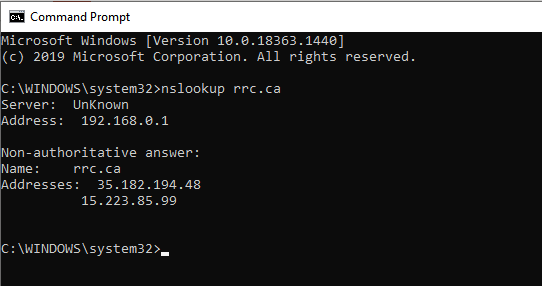 Command Prompt
Microsoft Windows [Version 10.0.18363.1440]
(c) 2019 Microsoft Corporation. All rights reserved.
C:\WINDOWS\system32>nslookup rrc.ca
Server:  UnKnown
Address:  192.168.0.1
Non-authoritative answer:
Name:    rrc.ca
Addresses:  35.182.194.48
15.223.85.99
C:\WINDOWS\system32>